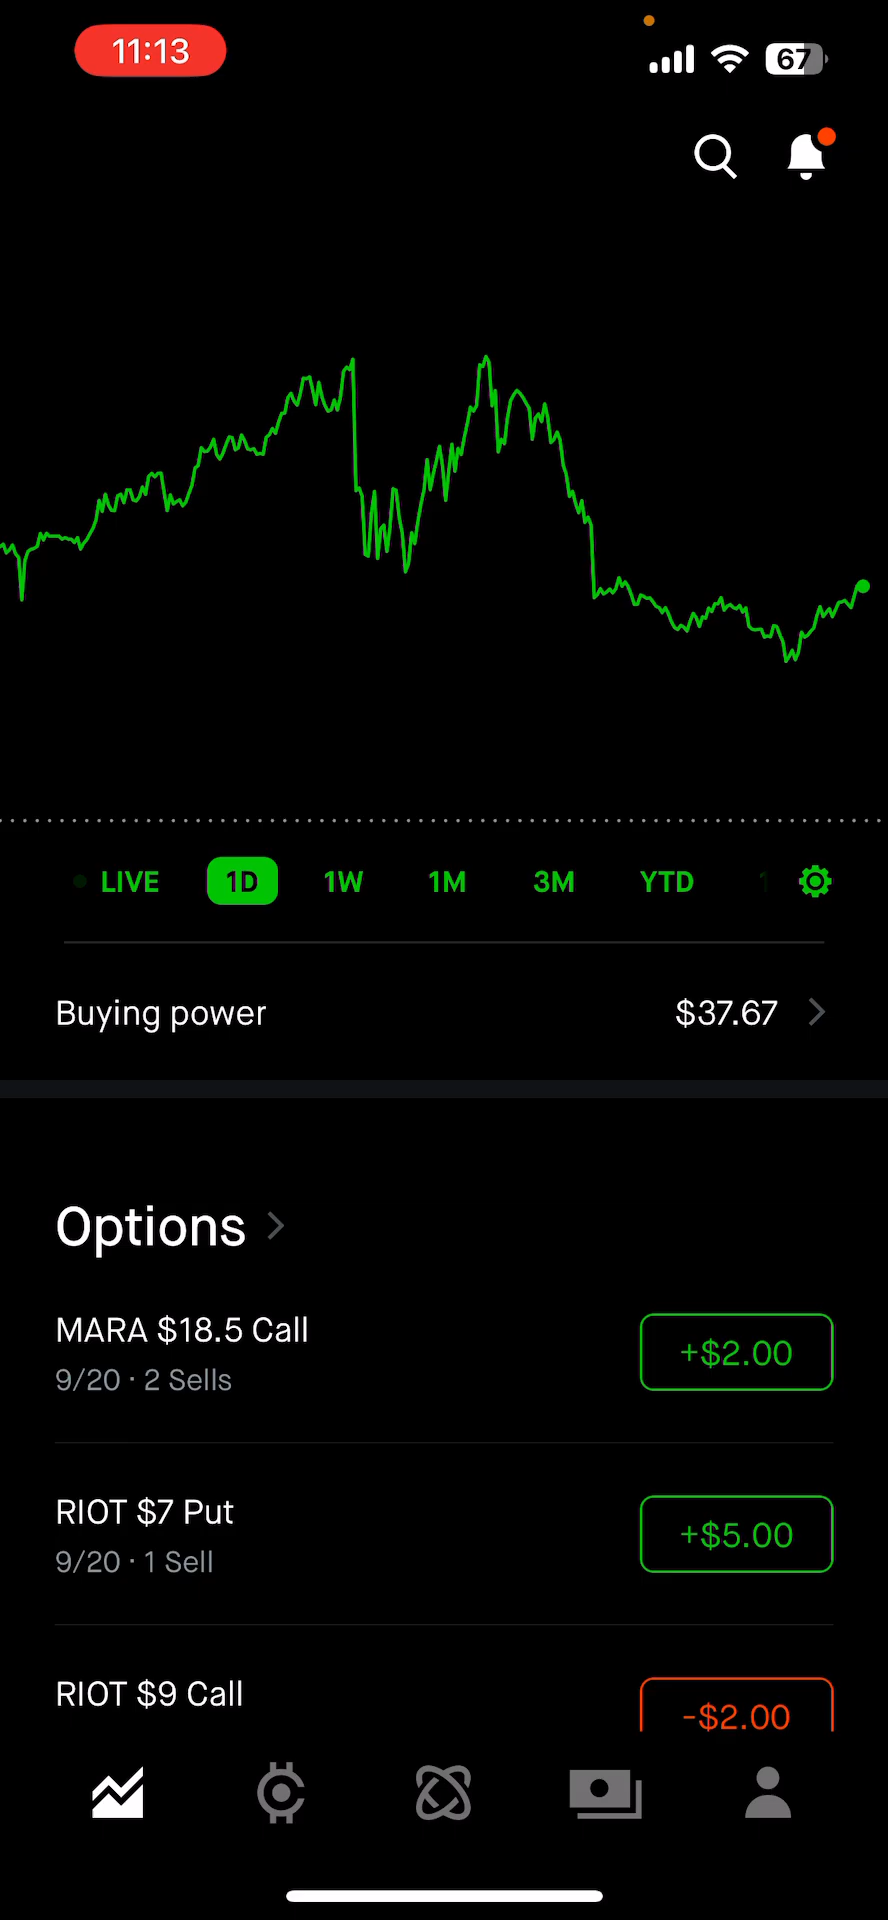 11:13
67
LIVE 1D 1W 1M 3M YTD 1
Buying power $37.67
Options
MARA $18.5 Call
+$2.00
9/20 · 2 Sells
RIOT $7 Put
+$5.00
9/20 · 1 Sell
RIOT $9 Call
-$2.00